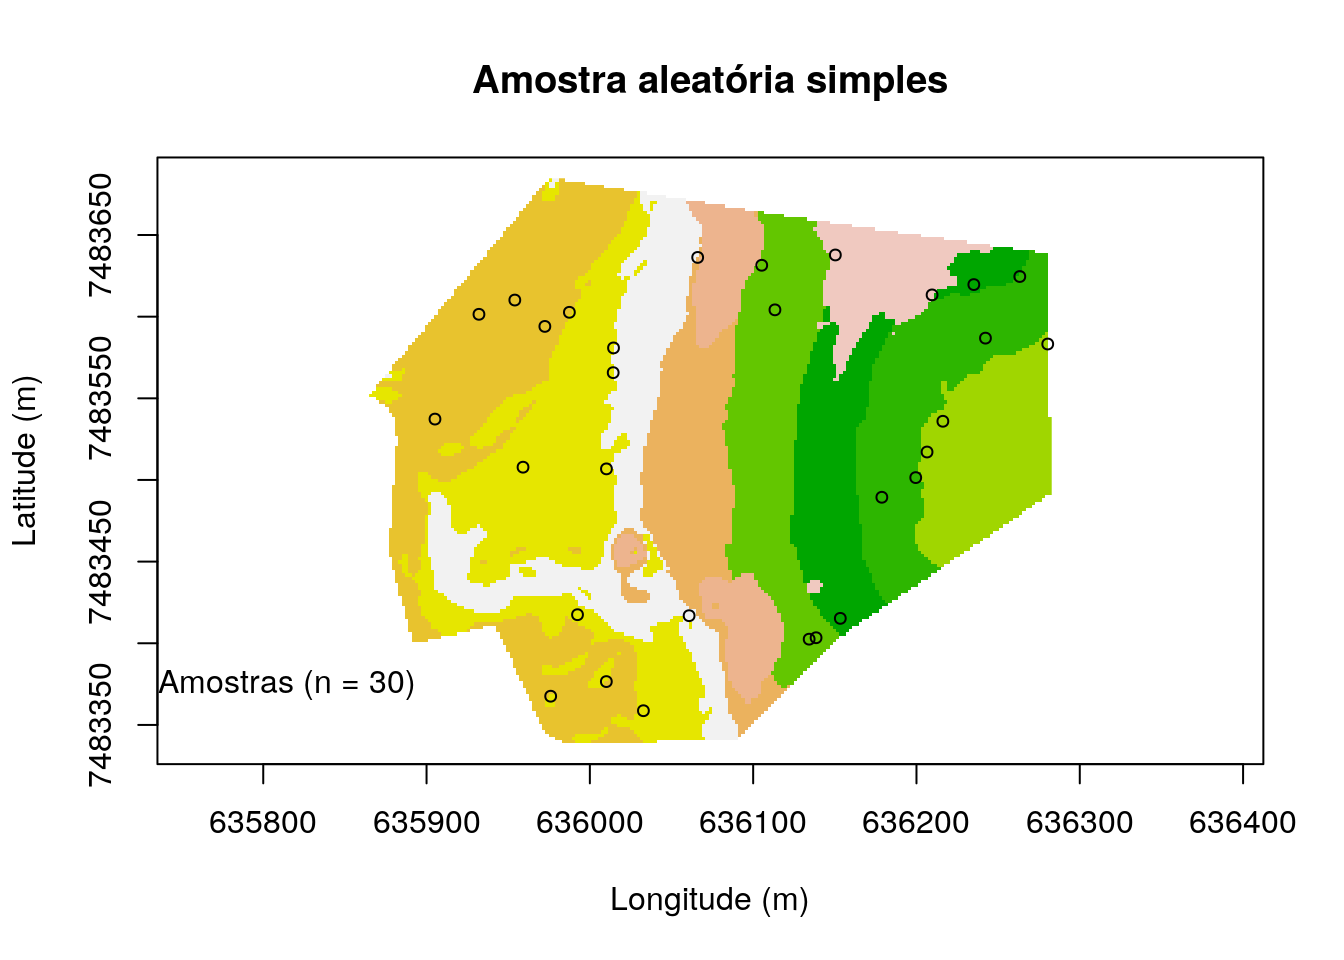 Amostra aleatória simples
Latitude (m)
7483650
7483550
7483450
7483350
Amostras (n = 30)
635800 635900 636000 636100 636200 636300 636400
Longitude (m)